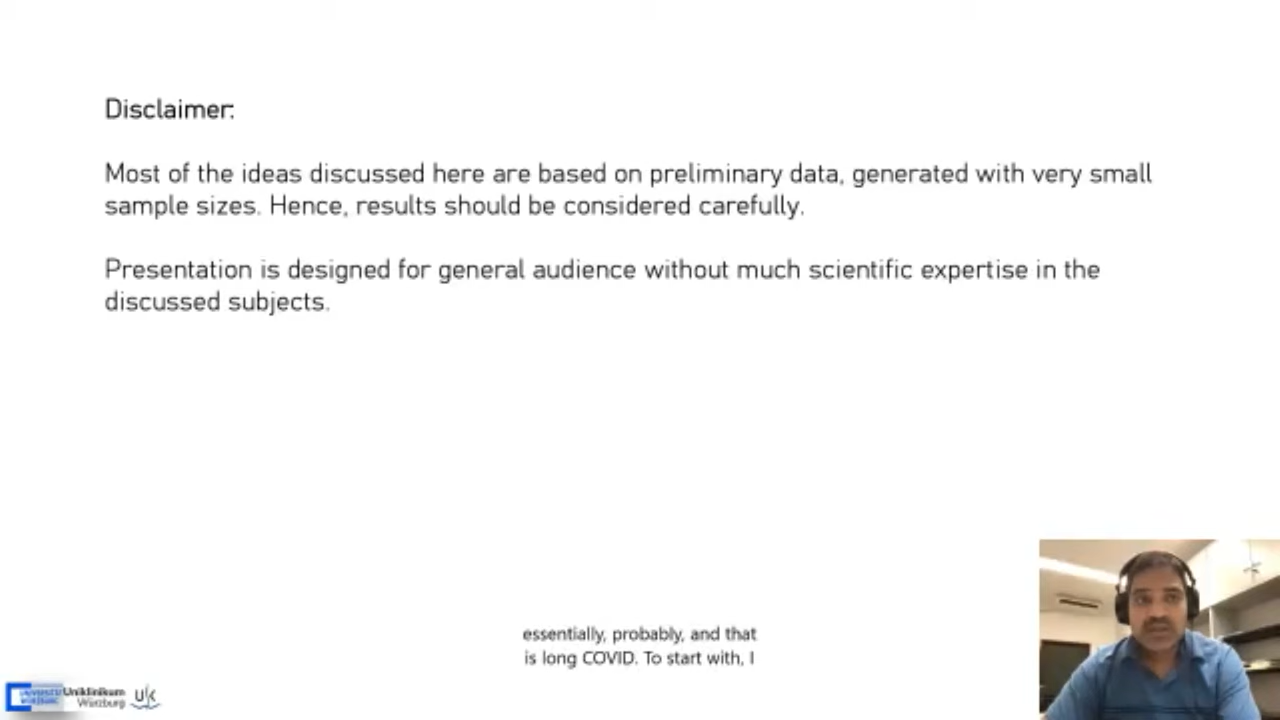 Disclaimer:
Most of the ideas discussed here are based on preliminary data, generated with very small
sample sizes. Hence, results should be considered carefully.
Presentation is designed for general audience without much scientific expertise in the
discussed subjects.
essentially, probably, and that
is long COVID. To start with, I
Uniklinikum
Würzburg